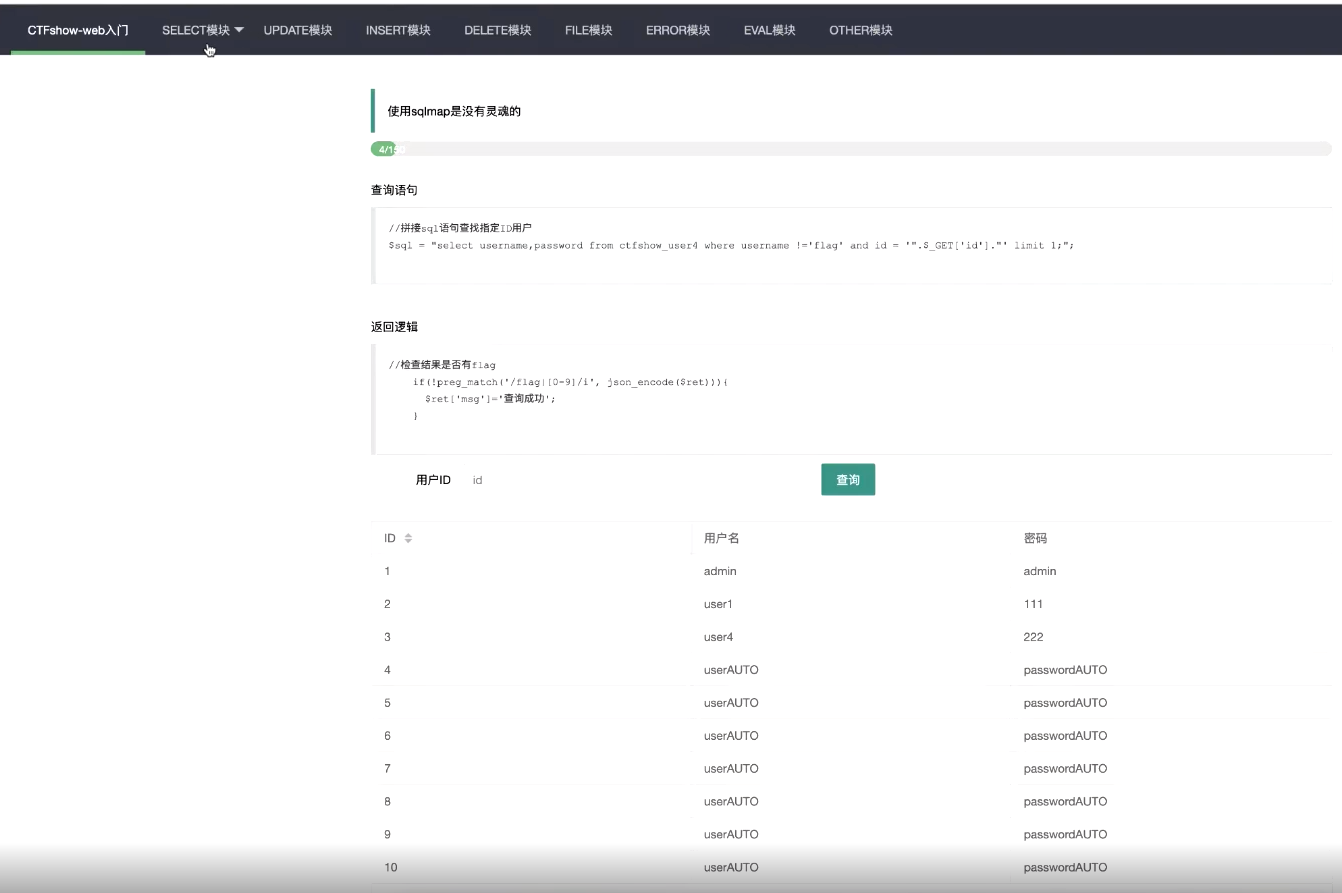 CTFshow-web入门 SELECT模块 UPDATE模块 INSERT模块 DELETE模块 FILE模块 ERROR模块 EVAL模块 OTHER模块
使用sqlmap是没有灵魂的
4/150
查询语句
//拼接sql语句查找指定ID用户
$sql = "select username,password from ctfshow_user4 where username !='flag' and id = '".$_GET['id']."' limit 1;";
返回逻辑
//检查结果是否有flag
if(!preg_match('/flag|[0-9]/i', json_encode($ret))){
$ret['msg']='查询成功';
}
用户ID id 查询
ID 用户名 密码
1 admin admin
2 user1 111
3 user4 222
4 userAUTO passwordAUTO
5 userAUTO passwordAUTO
6 userAUTO passwordAUTO
7 userAUTO passwordAUTO
8 userAUTO passwordAUTO
9 userAUTO passwordAUTO
10 userAUTO passwordAUTO